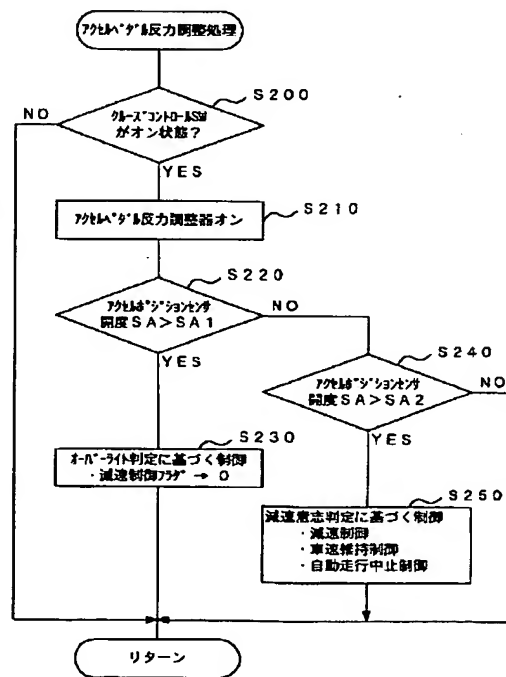 アクセルペダル反力調整処理
S200
クルーズコントロールSW
がオン状態?
NO
YES
アクセルペダル反力調整器オン
S210
S220
アクセルポジションセンサ
開度SA>SA1
NO
YES
S240
アクセルポジションセンサ
開度SA>SA2
NO
YES
S230
オーバーライト判定に基づく制御
・減速制御フラグ → 0
S250
減速意志判定に基づく制御
・減速制御
・車速維持制御
・自動走行中止制御
リターン